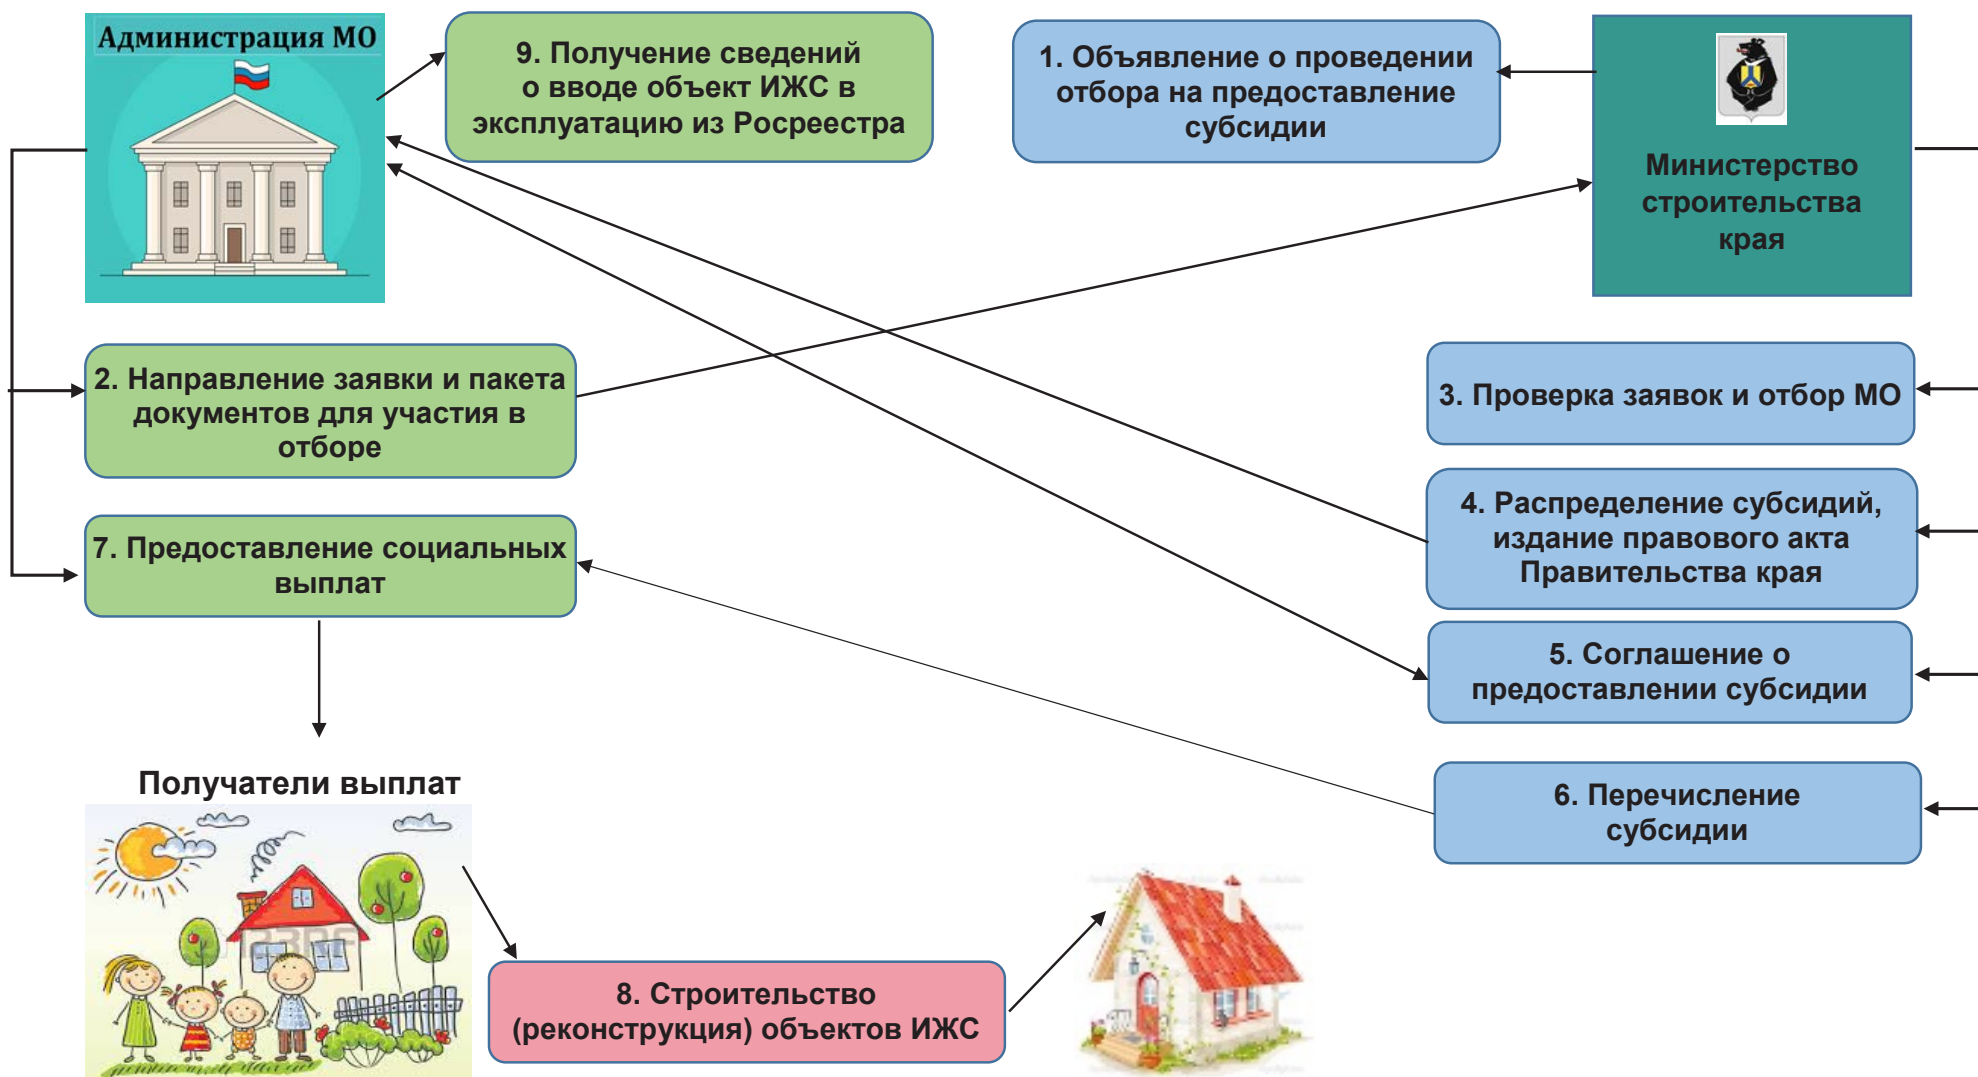 Администрация МО
9. Получение сведений
о вводе объект ИЖС в
эксплуатацию из Росреестра
1. Объявление о проведении
отбора на предоставление
субсидии
Министерство
строительства
края
2. Направление заявки и пакета
документов для участия в
отборе
3. Проверка заявок и отбор МО
4. Распределение субсидий,
издание правового акта
Правительства края
7. Предоставление социальных
выплат
5. Соглашение о
предоставлении субсидии
6. Перечисление
субсидии
Получатели выплат
8. Строительство
(реконструкция) объектов ИЖС